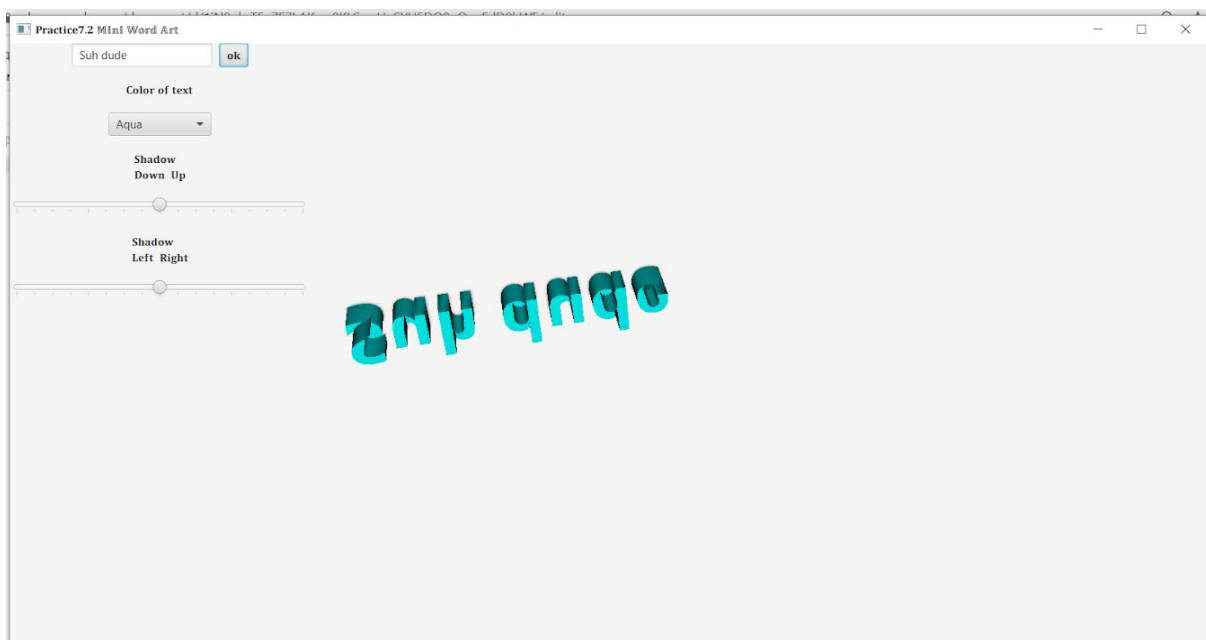 Practice7.2 MIni Word Art
Suh dude ok
Color of text
Aqua
Shadow
Down Up
Shadow
Left Right
Suh dude